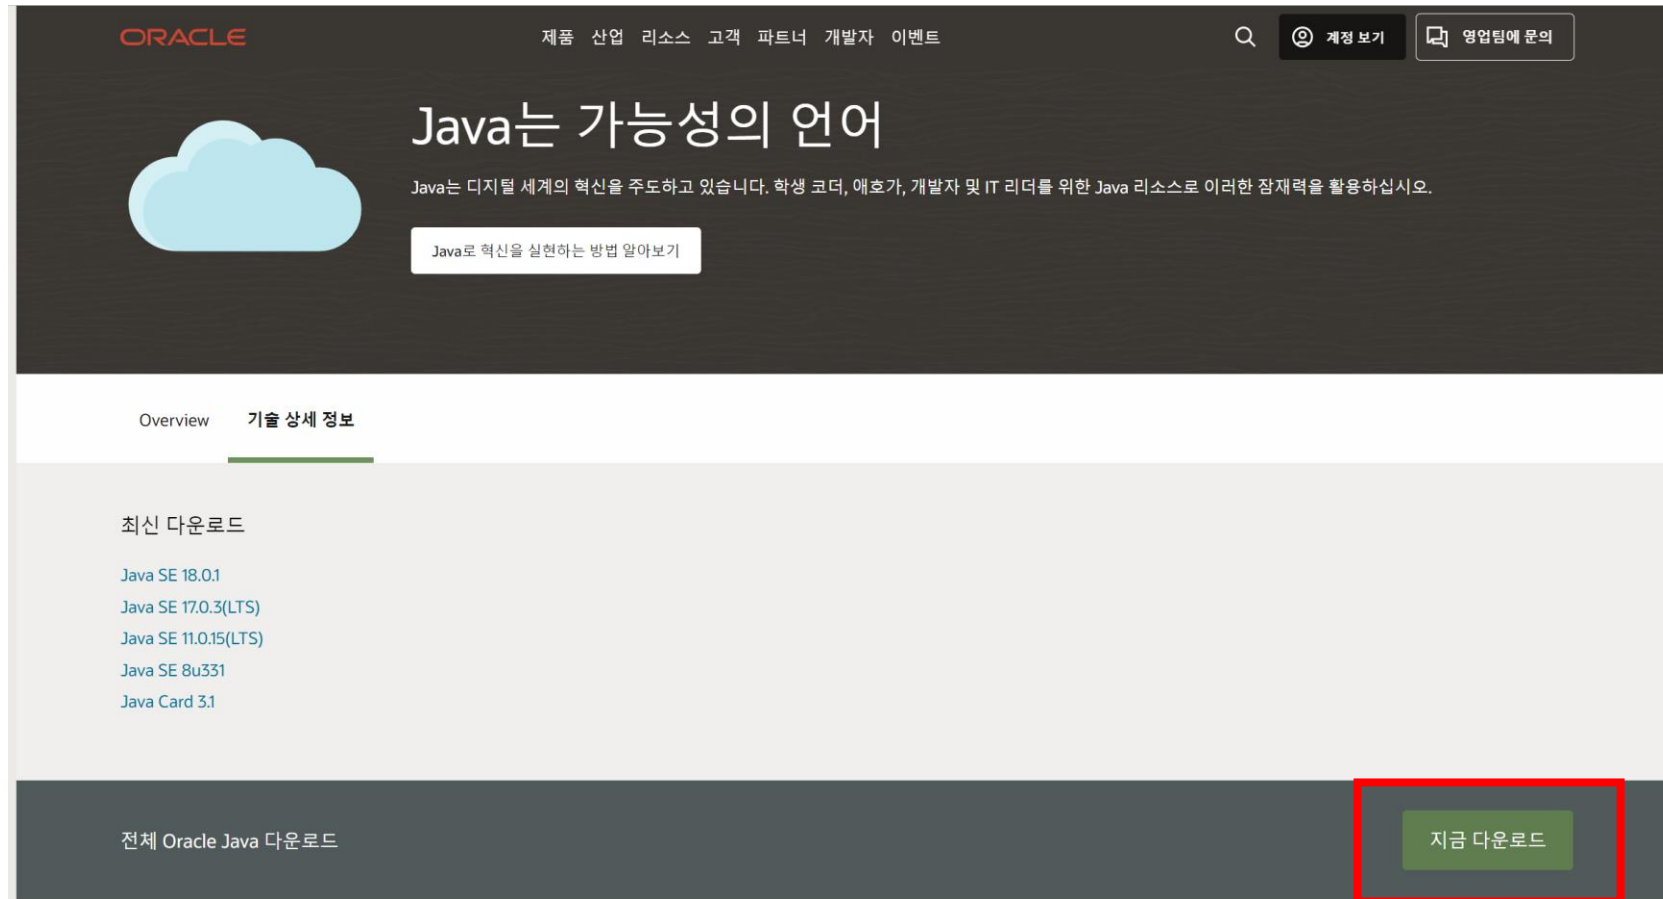 ORACLE
제품 산업 리소스 고객 파트너 개발자 이벤트
계정 보기
영업팀에 문의
Java는 가능성의 언어
Java는 디지털 세계의 혁신을 주도하고 있습니다. 학생 코더, 애호가, 개발자 및 IT 리더를 위한 Java 리소스로 이러한 잠재력을 활용하십시오.
Java로 혁신을 실현하는 방법 알아보기
Overview
기술 상세 정보
최신 다운로드
Java SE 18.0.1
Java SE 17.0.3(LTS)
Java SE 11.0.15(LTS)
Java SE 8u331
Java Card 3.1
전체 Oracle Java 다운로드
지금 다운로드